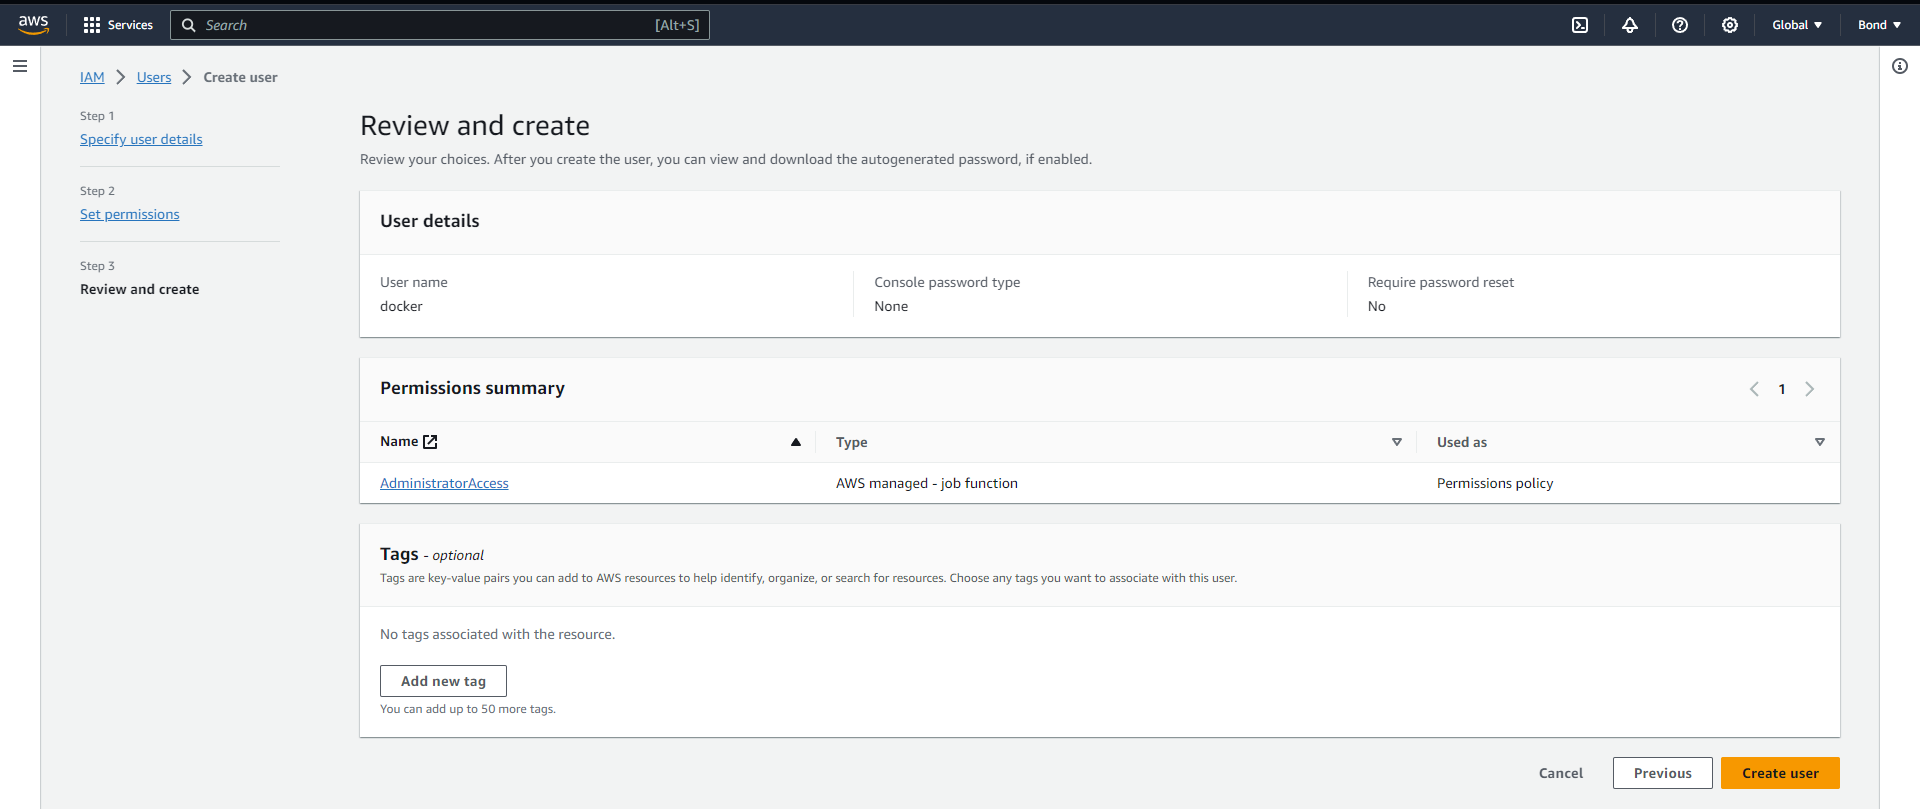 aws Services Search [Alt+S] Global Bond
IAM Users Create user
Step 1
Specify user details
Step 2
Set permissions
Step 3
Review and create
Review and create
Review your choices. After you create the user, you can view and download the autogenerated password, if enabled.
User details
User name Console password type Require password reset
docker None No
Permissions summary 1
Name Type Used as
AdministratorAccess AWS managed - job function Permissions policy
Tags - optional
Tags are key-value pairs you can add to AWS resources to help identify, organize, or search for resources. Choose any tags you want to associate with this user.
No tags associated with the resource.
Add new tag
You can add up to 50 more tags.
Cancel Previous Create user